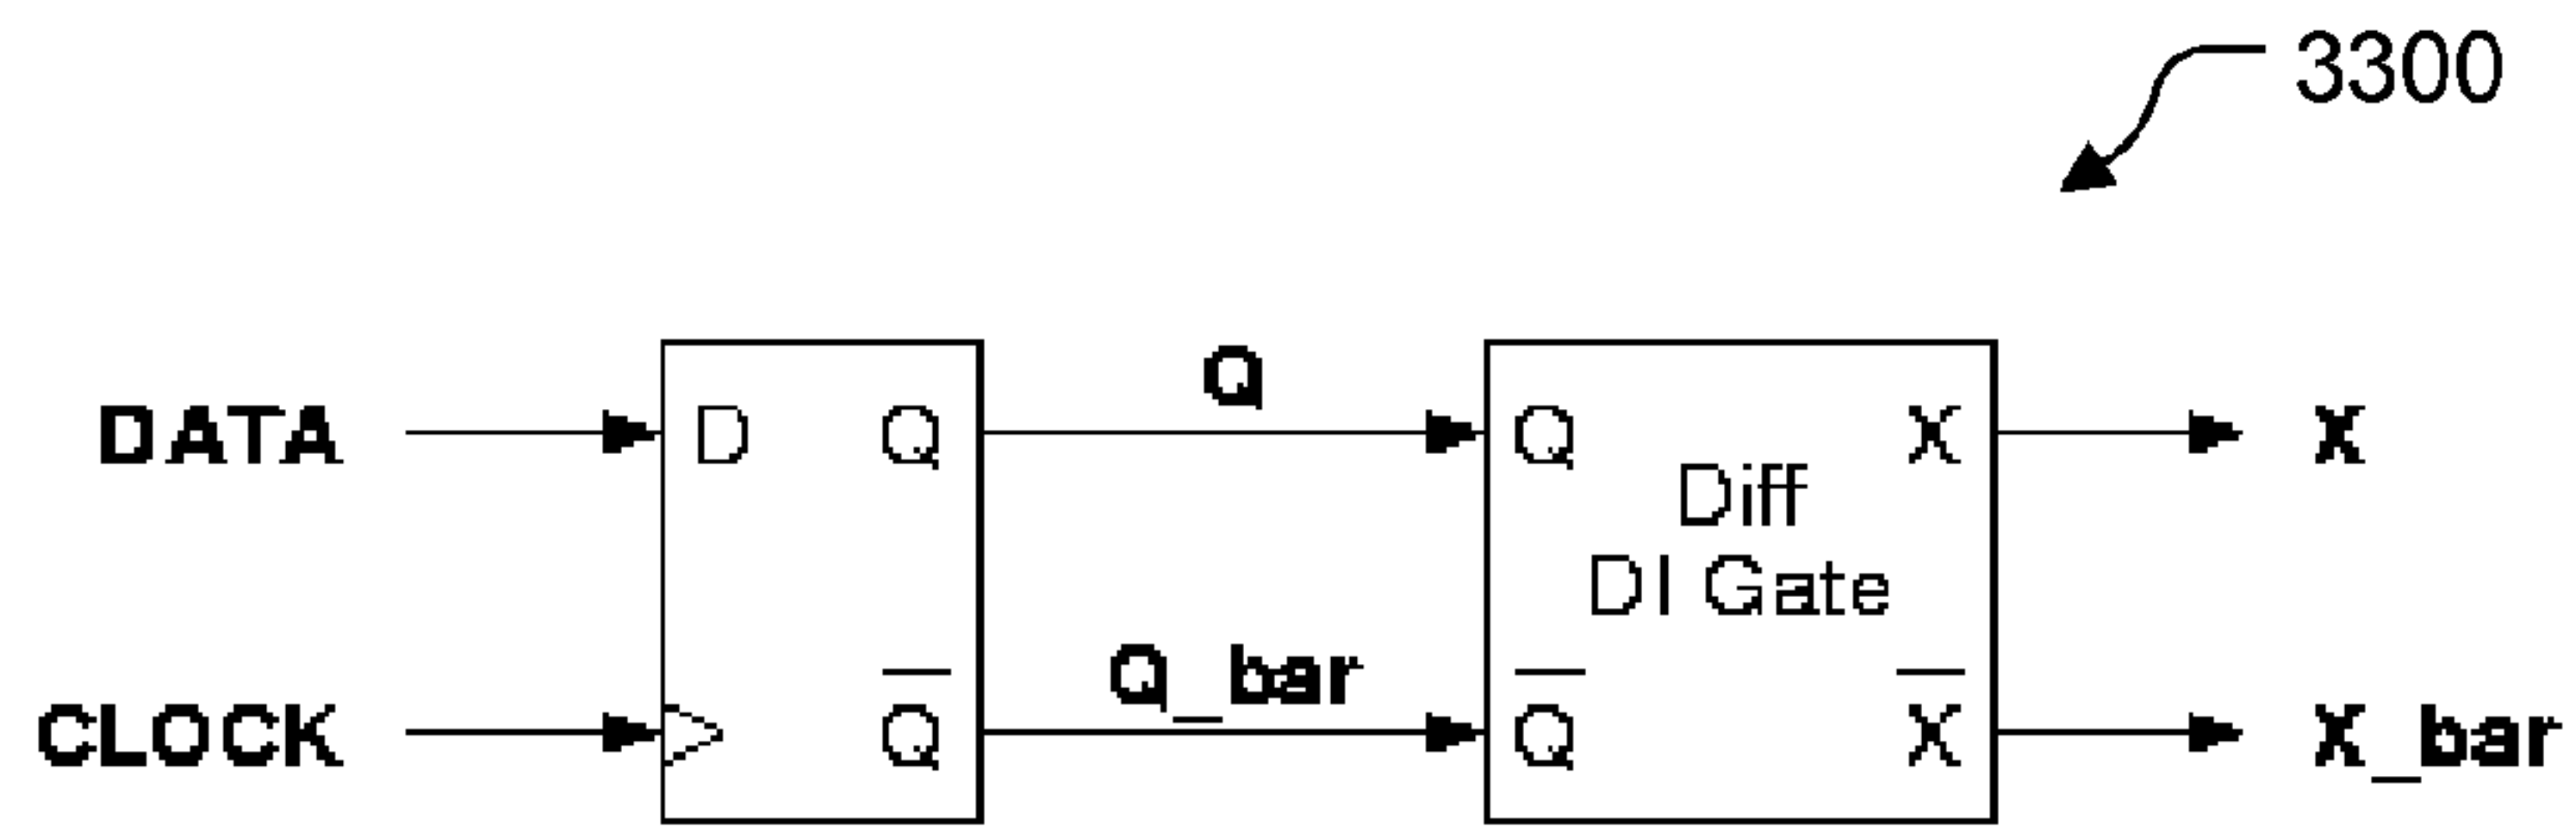 3300
DATA D Q Q Q X X
Diff
DI Gate
CLOCK Q̅ Q_bar Q̅ X̅ X_bar